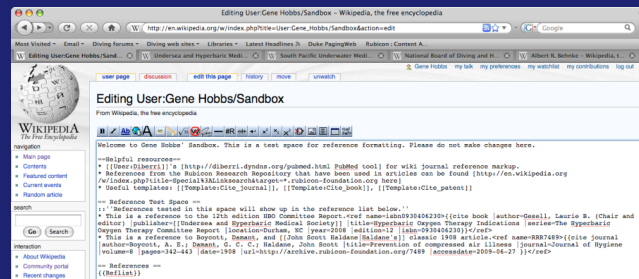 Editing User:Gene Hobbs/Sandbox – Wikipedia, the free encyclopedia
http://en.wikipedia.org/w/index.php?title=User:Gene_Hobbs/Sandbox&action=edit
Google
Most Visited Email Diving forums Diving web sites Libraries Latest Headlines Duke PagingWeb Rubicon : Content A...
Editing User:Gene Hobbs/Sand... Undersea and Hyperbaric Medi... South Pacific Underwater Medi... National Board of Diving and H... Albert R. Behnke – Wikipedia, t...
Gene Hobbs my talk my preferences my watchlist my contributions log out
user page discussion edit this page history move unwatch
Editing User:Gene Hobbs/Sandbox
From Wikipedia, the free encyclopedia
WIKIPEDIA
The Free Encyclopedia
navigation
Main page
Contents
Featured content
Current events
Random article
search
Go Search
interaction
About Wikipedia
Community portal
Recent changes
Welcome to Gene Hobbs' Sandbox. This is a test space for reference formatting. Please do not make changes here.
==Helpful resources==
* [[User:Diberri]]'s [http://diberri.dyndns.org/pubmed.html PubMed tool] for wiki journal reference markup.
* References from the Rubicon Research Repository that have been used in articles can be found [http://en.wikipedia.org
/w/index.php?title=Special%3ALinksearch&target=*.rubicon-foundation.org here]
* Useful templates: [[Template:Cite_journal]], [[Template:Cite_book]], [[Template:Cite_patent]]
== Reference Test Space ==
::''References tested in this space will show up in the reference list below.''
* This is a reference to the 12th edition HBO Committee Report.<ref name=isbn0930406230>{{cite book |author=Gesell, Laurie B. (Chair and
editor) |publisher=[[Undersea and Hyperbaric Medical Society]] |title=Hyperbaric Oxygen Therapy Indications |series=The Hyperbaric
Oxygen Therapy Committee Report |location=Durham, NC |year=2008 |edition=12 |isbn=0930406230}}</ref>
* This is a reference to Boycott, Damant, and [[John Scott Haldane|Haldane's]] classic 1908 article.<ref name=RRR7489>{{cite journal
|author=Boycott, A. E.; Damant, G. C. C.; Haldane, John Scott |title=Prevention of compressed air illness |journal=Journal of Hygiene
|volume=8 |pages=342–443 |date=1908 |url=http://archive.rubicon-foundation.org/7489 |accessdate=2009-06-27 }}</ref>
== References ==
{{Reflist}}